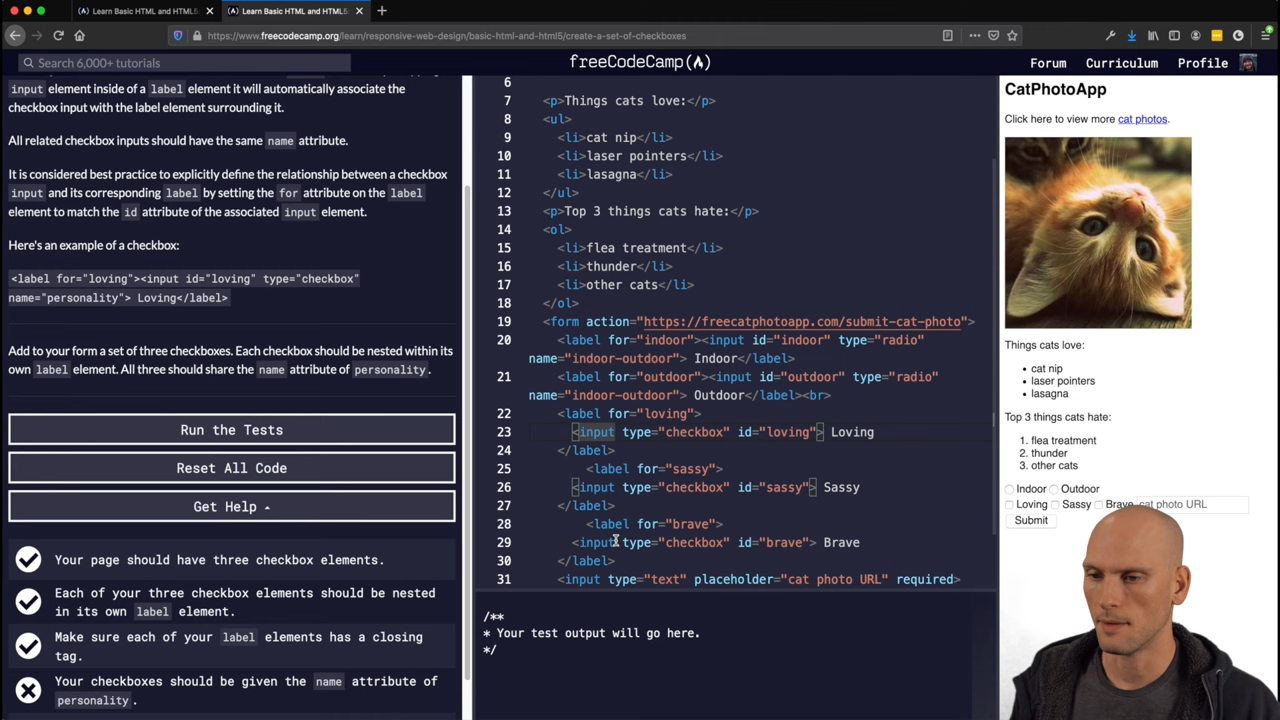 Learn Basic HTML and HTML5:
Learn Basic HTML and HTML5:
https://www.freecodecamp.org/learn/responsive-web-design/basic-html-and-html5/create-a-set-of-checkboxes
Search 6,000+ tutorials
freeCodeCamp(🔥)
Forum
Curriculum
Profile
input element inside of a label element it will automatically associate the
checkbox input with the label element surrounding it.
All related checkbox inputs should have the same name attribute.
It is considered best practice to explicitly define the relationship between a checkbox
input and its corresponding label by setting the for attribute on the label
element to match the id attribute of the associated input element.
Here's an example of a checkbox:
<label for="loving"><input id="loving" type="checkbox"
name="personality"> Loving</label>
Add to your form a set of three checkboxes. Each checkbox should be nested within its
own label element. All three should share the name attribute of personality.
Run the Tests
Reset All Code
Get Help
Your page should have three checkbox elements.
Each of your three checkbox elements should be nested
in its own label element.
Make sure each of your label elements has a closing
tag.
Your checkboxes should be given the name attribute of
personality.
6
7 <p>Things cats love:</p>
8 <ul>
9 <li>cat nip</li>
10 <li>laser pointers</li>
11 <li>lasagna</li>
12 </ul>
13 <p>Top 3 things cats hate:</p>
14 <ol>
15 <li>flea treatment</li>
16 <li>thunder</li>
17 <li>other cats</li>
18 </ol>
19 <form action="https://freecatphotoapp.com/submit-cat-photo">
20 <label for="indoor"><input id="indoor" type="radio"
name="indoor-outdoor"> Indoor</label>
21 <label for="outdoor"><input id="outdoor" type="radio"
name="indoor-outdoor"> Outdoor</label><br>
22 <label for="loving">
23 <input type="checkbox" id="loving"> Loving
24 </label>
25 <label for="sassy">
26 <input type="checkbox" id="sassy"> Sassy
27 </label>
28 <label for="brave">
29 <input type="checkbox" id="brave"> Brave
30 </label>
31 <input type="text" placeholder="cat photo URL" required>
/**
* Your test output will go here.
*/
CatPhotoApp
Click here to view more cat photos.
Things cats love:
cat nip
laser pointers
lasagna
Top 3 things cats hate:
1. flea treatment
2. thunder
3. other cats
Indoor Outdoor
Loving Sassy Brave cat photo URL
Submit